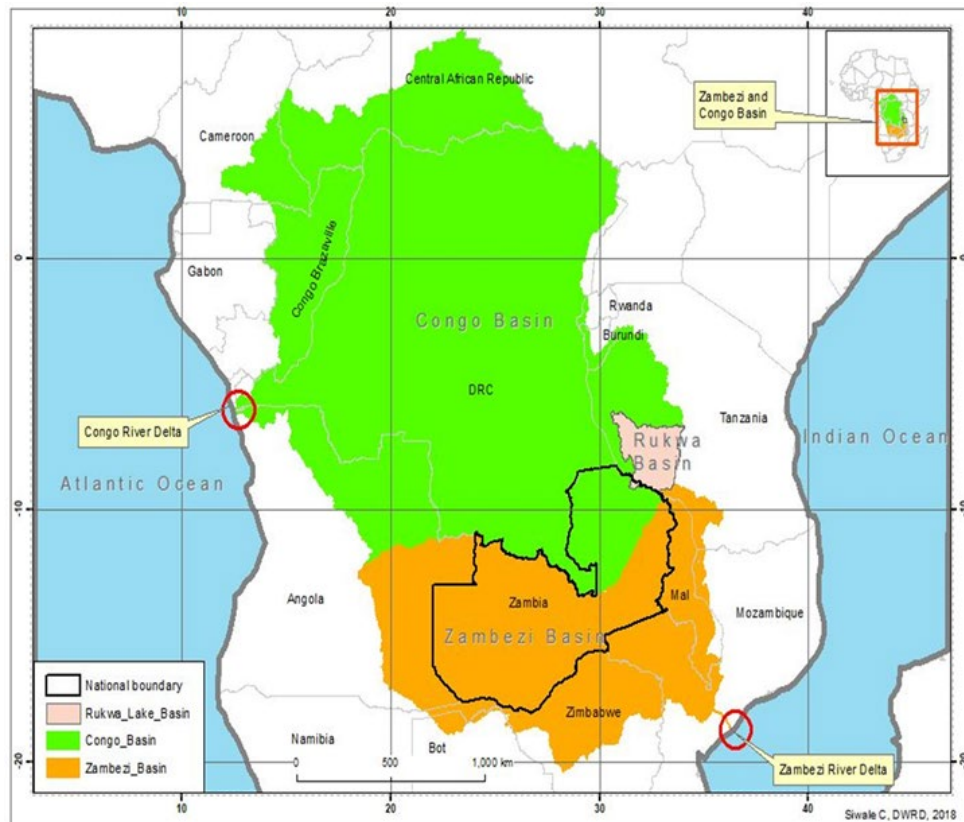 10
20
30
40
Central African Republic
Zambezi and
Congo Basin
Cameroon
Congo Brazaville
0
0
Gabon
Rwanda
Congo Basin
Burundi
DRC
Congo River Delta
Tanzania
Rukwa
Basin
Indian Ocean
Atlantic Ocean
-10
-10
Angola
Zambia
Mal
Mozambique
Zambezi Basin
National boundary
Rukwa_Lake_Basin
Congo_Basin
Zambezi_Basin
Zimbabwe
Namibia
Bot
0
500
1,000 km
Zambezi River Delta
-20
-20
10
20
30
40
Siwale C, DWRD, 2018